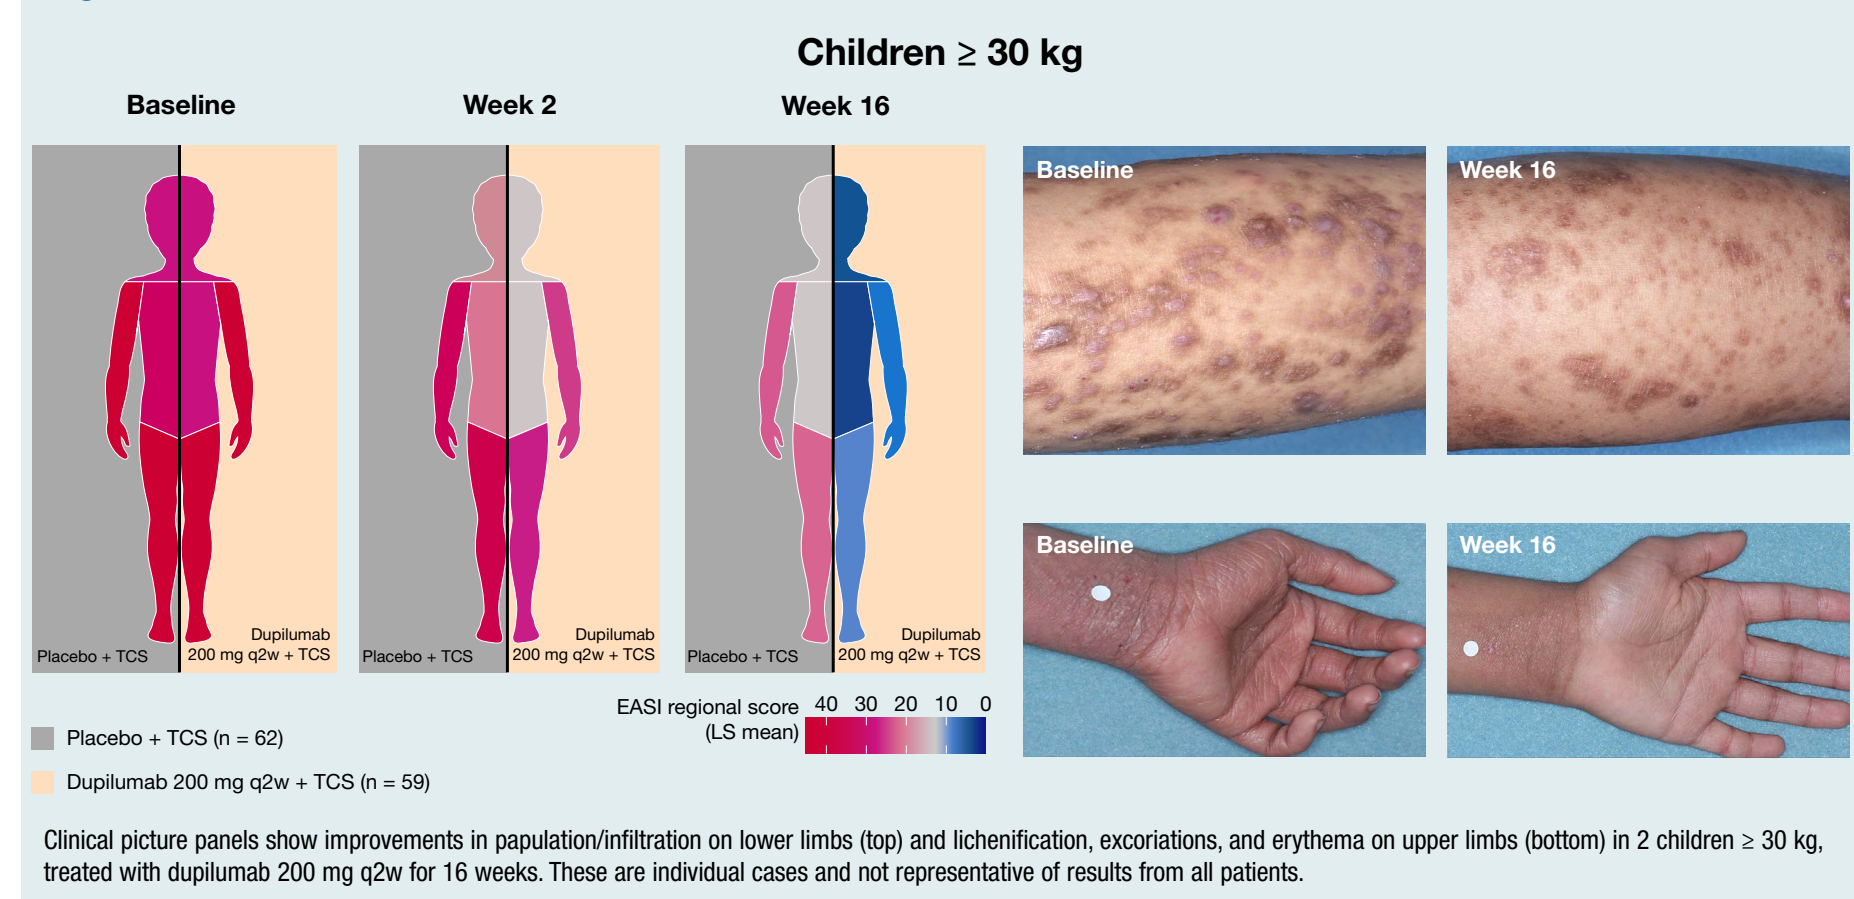 Children ≥ 30 kg
Baseline
Week 2
Week 16
Placebo + TCS
Dupilumab
200 mg q2w + TCS
Placebo + TCS
Dupilumab
200 mg q2w + TCS
Placebo + TCS
Dupilumab
200 mg q2w + TCS
EASI regional score
(LS mean)
40 30 20 10 0
Placebo + TCS (n = 62)
Dupilumab 200 mg q2w + TCS (n = 59)
Baseline
Week 16
Baseline
Week 16
Clinical picture panels show improvements in papulation/infiltration on lower limbs (top) and lichenification, excoriations, and erythema on upper limbs (bottom) in 2 children ≥ 30 kg,
treated with dupilumab 200 mg q2w for 16 weeks. These are individual cases and not representative of results from all patients.